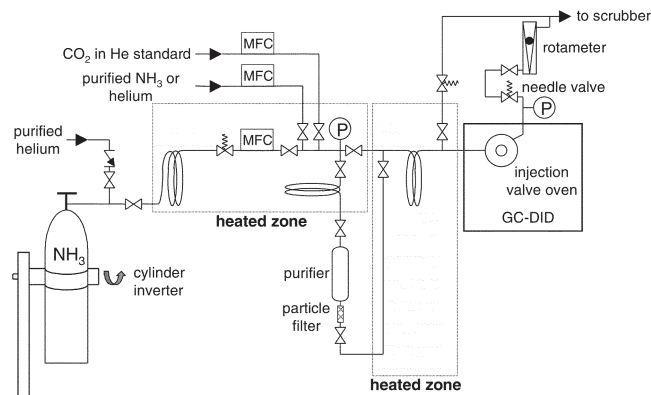 to scrubber
CO₂ in He standard
MFC
rotameter
purified NH₃ or
helium
MFC
needle valve
P
purified
helium
P
MFC
injection
valve oven
GC-DID
heated zone
NH₃
cylinder
inverter
purifier
particle
filter
heated zone